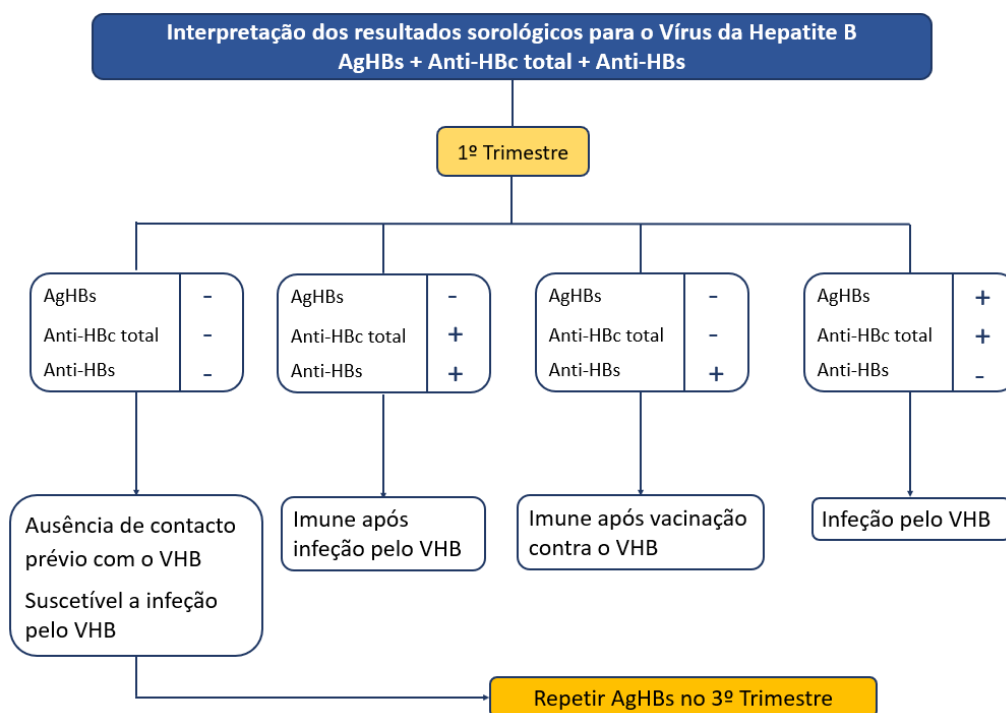 Interpretação dos resultados sorológicos para o Vírus da Hepatite B
AgHBs + Anti-HBc total + Anti-HBs
1º Trimestre
AgHBs -
Anti-HBc total -
Anti-HBs -
AgHBs -
Anti-HBc total +
Anti-HBs +
AgHBs -
Anti-HBc total -
Anti-HBs +
AgHBs +
Anti-HBc total +
Anti-HBs -
Ausência de contacto
prévio com o VHB
Suscetível a infeção
pelo VHB
Imune após
infeção pelo VHB
Imune após vacinação
contra o VHB
Infeção pelo VHB
Repetir AgHBs no 3º Trimestre